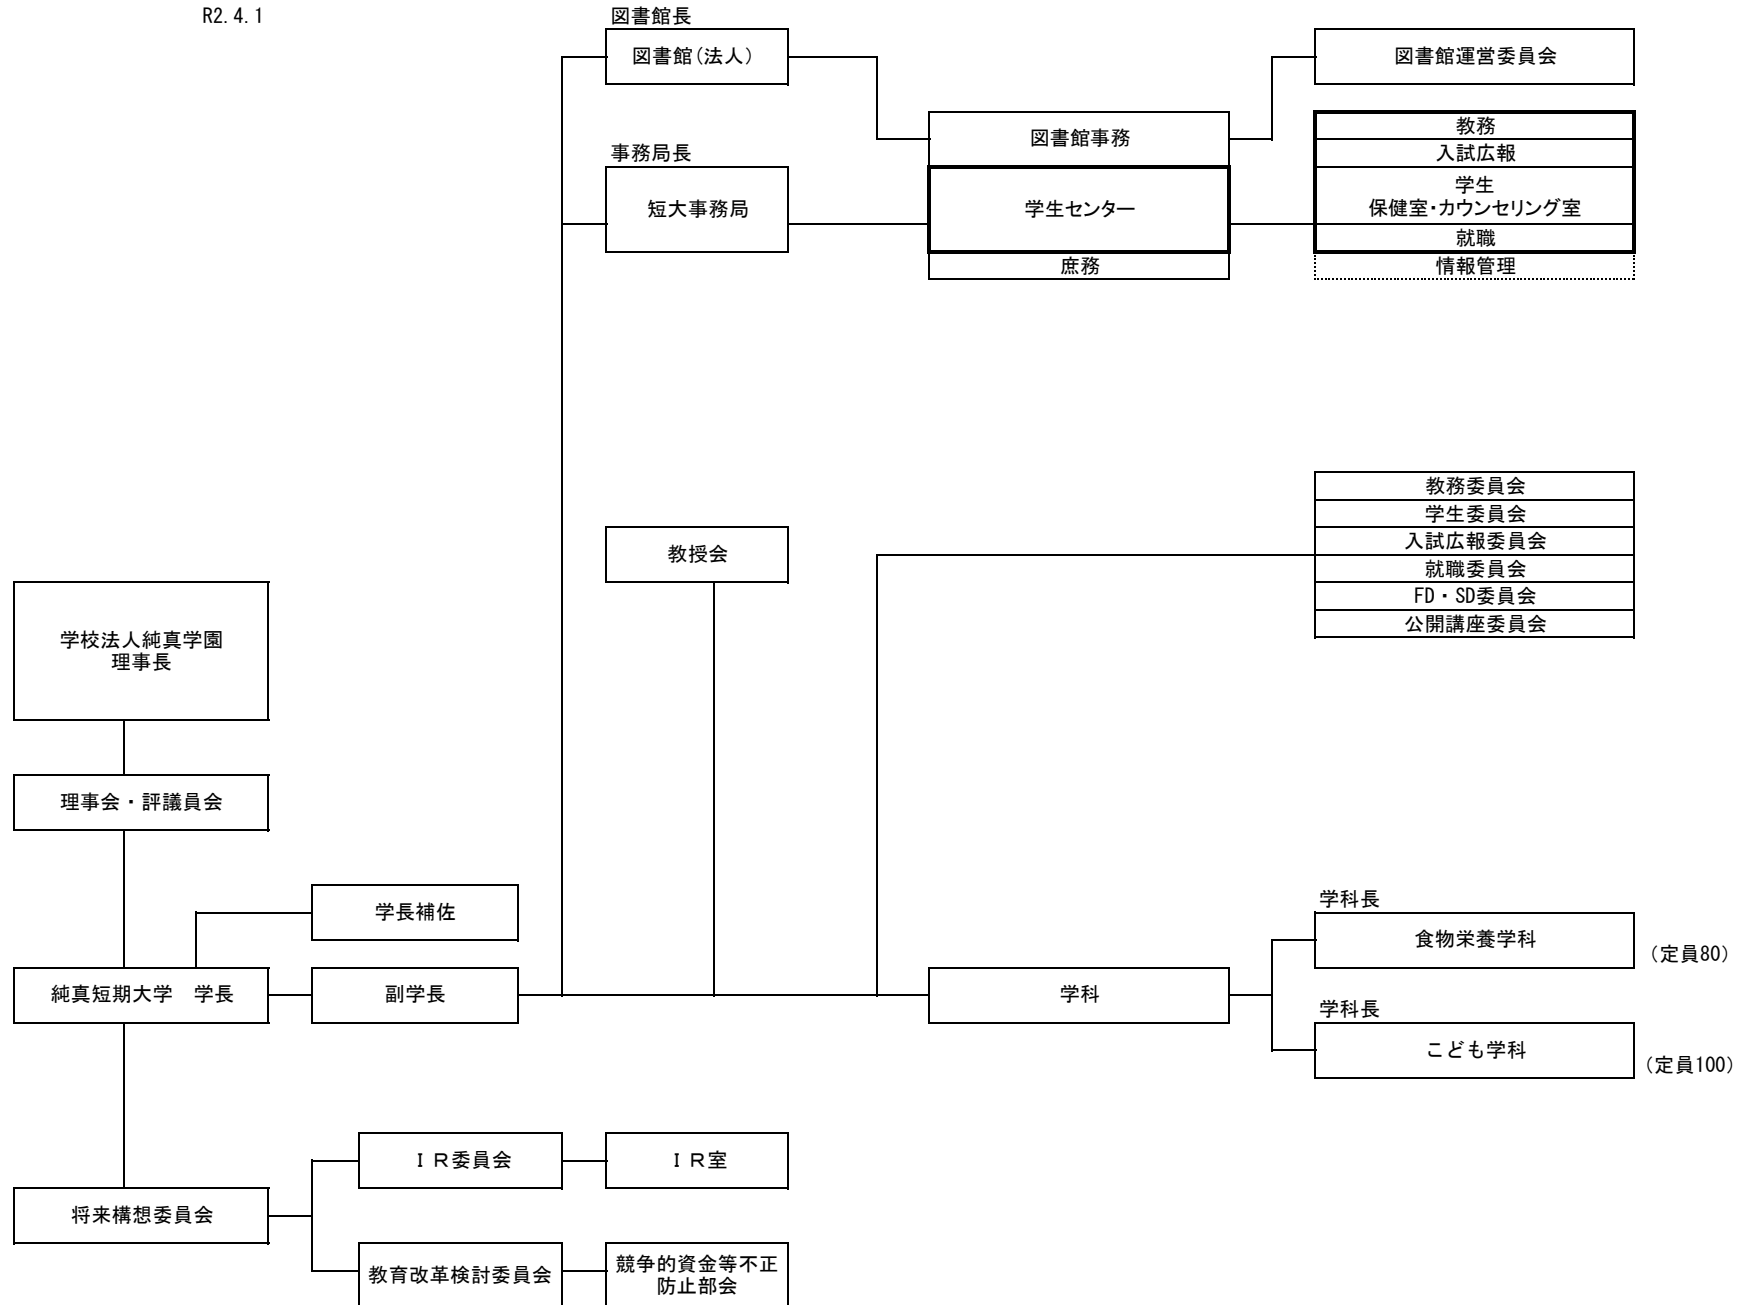 R2.4.1
図書館長
図書館(法人)
図書館運営委員会
図書館事務
教務
入試広報
事務局長
短大事務局
学生センター
学生
保健室・カウンセリング室
就職
庶務
情報管理
教務委員会
学生委員会
入試広報委員会
就職委員会
FD・SD委員会
公開講座委員会
教授会
学校法人純真学園
理事長
理事会・評議員会
学長補佐
学科長
食物栄養学科
(定員80)
純真短期大学 学長
副学長
学科
学科長
こども学科
(定員100)
ＩＲ委員会
ＩＲ室
将来構想委員会
教育改革検討委員会
競争的資金等不正
防止部会